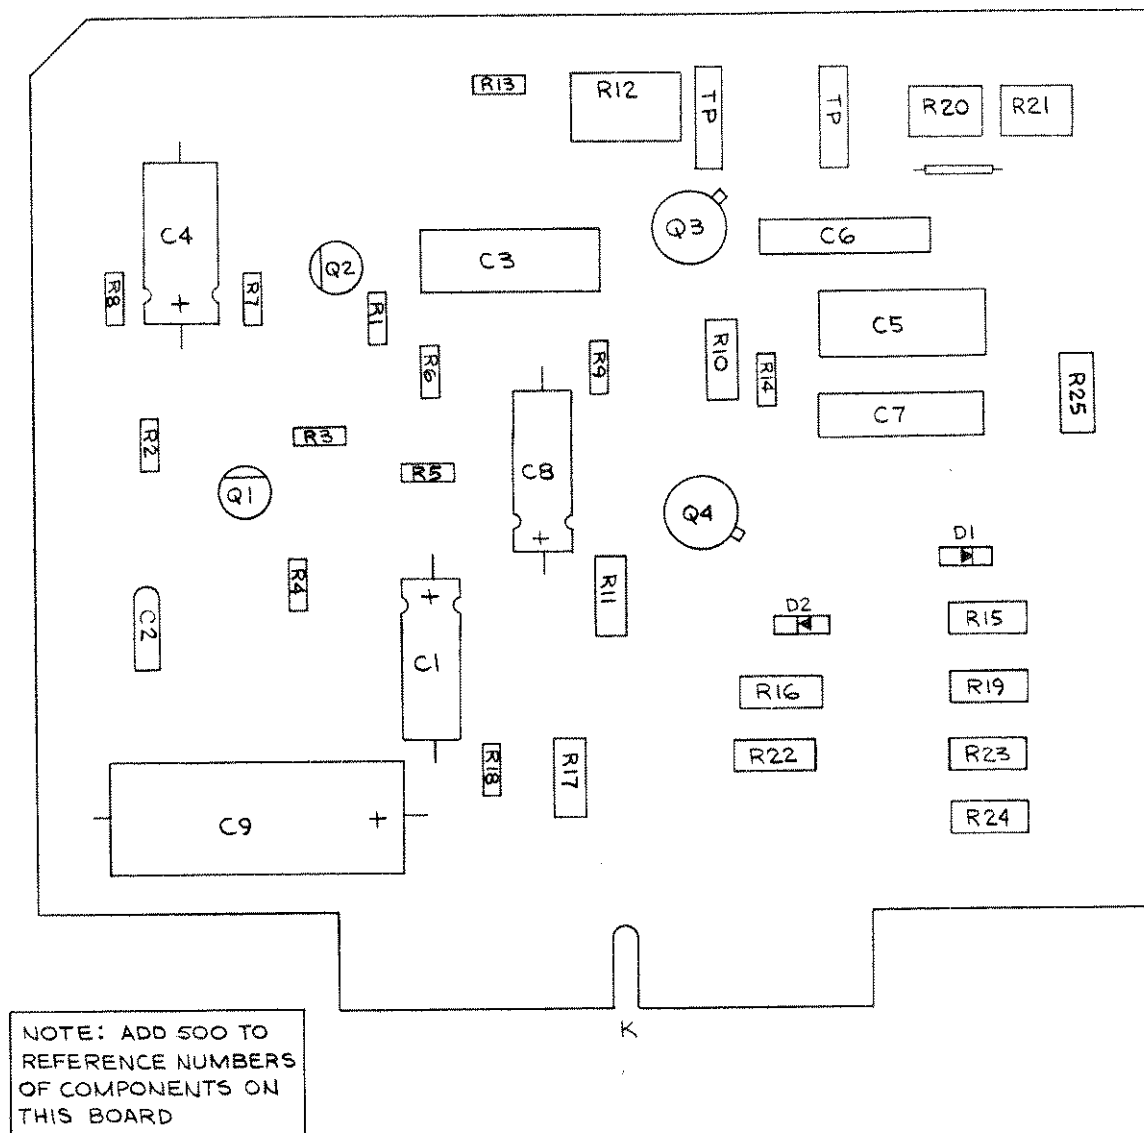 R13
R12
TP
TP
R20
R21
C4
Q3
C6
Q2
C3
R8
+
R7
R1
C5
R10
R6
R9
R14
R25
C7
R2
R3
R5
C8
Q1
Q4
+
D1
R4
+
R11
C2
D2
R15
C1
R16
R19
R18
R17
R22
R23
C9
+
R24
K
NOTE: ADD 500 TO
REFERENCE NUMBERS
OF COMPONENTS ON
THIS BOARD